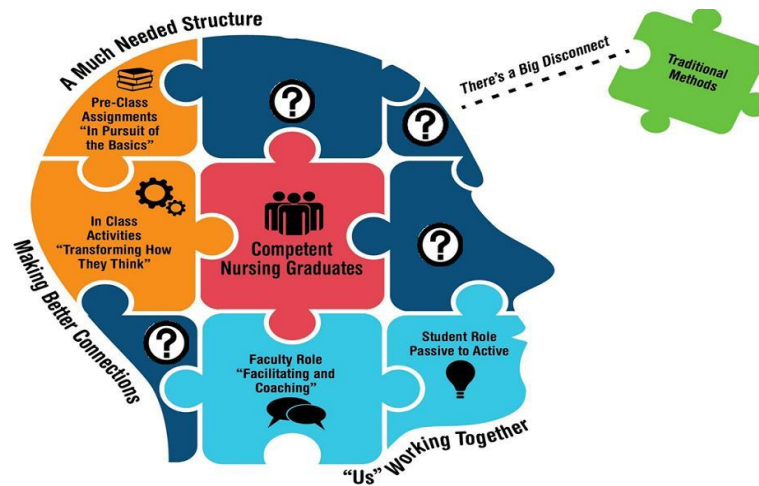 A Much Needed Structure
There's a Big Disconnect
Traditional
Methods
Pre-Class
Assignments
“In Pursuit of
the Basics”
?
?
In Class
Activities
“Transforming How
They Think”
Competent
Nursing Graduates
?
Making Better Connections
?
Faculty Role
“Facilitating and
Coaching”
Student Role
Passive to Active
“Us” Working Together